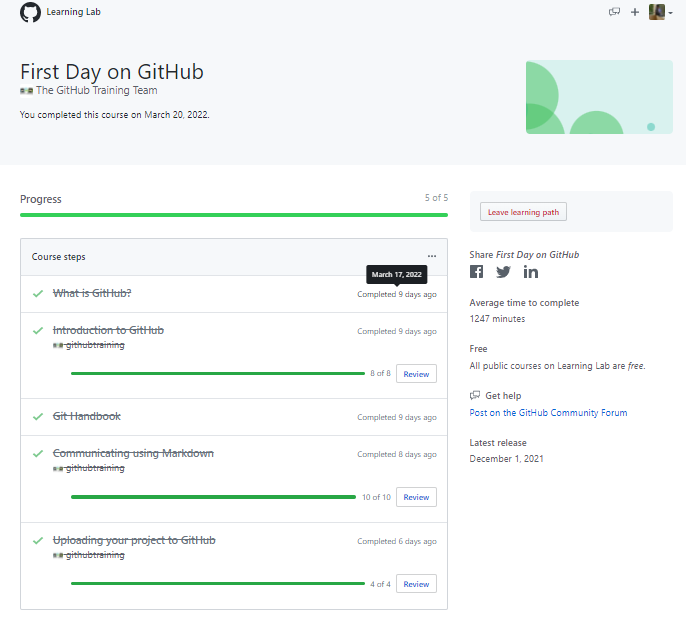 Learning Lab
First Day on GitHub
The GitHub Training Team
You completed this course on March 20, 2022.
Progress
5 of 5
Course steps
March 17, 2022
What is GitHub?
Completed 9 days ago
Introduction to GitHub
Completed 9 days ago
githubtraining
8 of 8
Review
Git Handbook
Completed 9 days ago
Communicating using Markdown
Completed 8 days ago
githubtraining
10 of 10
Review
Uploading your project to GitHub
Completed 6 days ago
githubtraining
4 of 4
Review
Leave learning path
Share First Day on GitHub
Average time to complete
1247 minutes
Free
All public courses on Learning Lab are free.
Get help
Post on the GitHub Community Forum
Latest release
December 1, 2021